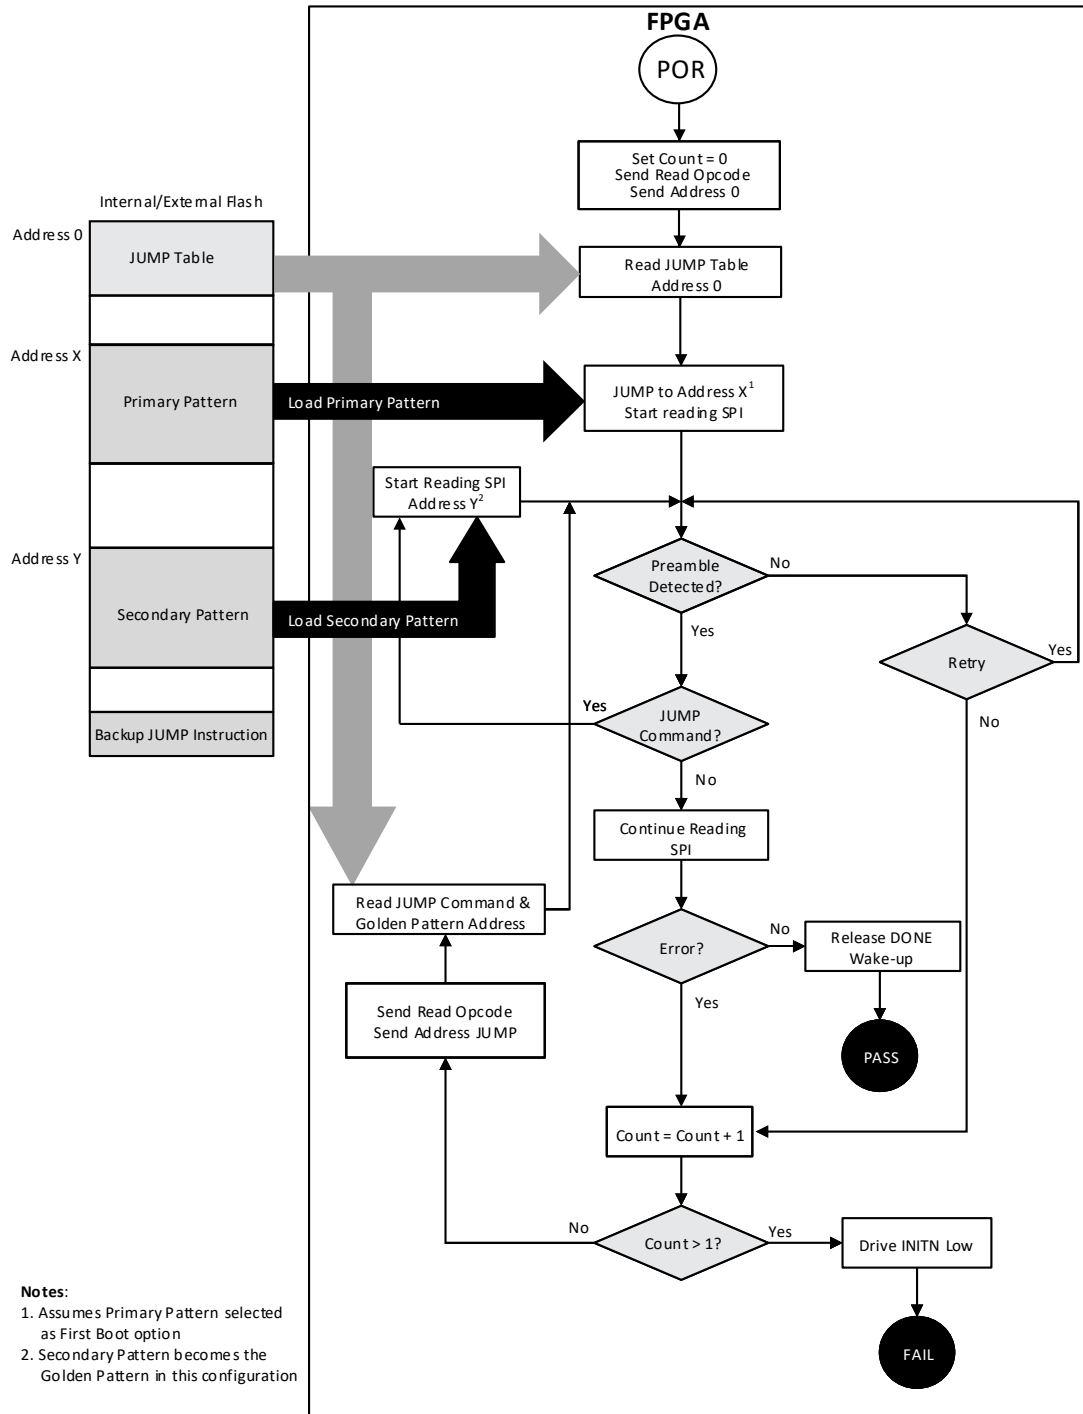 FPGA
POR
Set Count = 0
Send Read Opcode
Send Address 0
Internal/External Flash
Address 0
JUMP Table
Read JUMP Table
Address 0
Address X
Primary Pattern
Load Primary Pattern
JUMP to Address X1
Start reading SPI
Start Reading SPI
Address Y2
Address Y
Secondary Pattern
Load Secondary Pattern
Preamble
Detected?
No
Yes
Retry
Yes
No
Yes
JUMP
Command?
No
Backup JUMP Instruction
Continue Reading
SPI
Read JUMP Command &
Golden Pattern Address
Error?
No
Release DONE
Wake-up
Yes
PASS
Send Read Opcode
Send Address JUMP
Count = Count + 1
No
Count > 1?
Yes
Drive INITN Low
FAIL
Notes:
1. Assumes Primary Pattern selected
as First Boot option
2. Secondary Pattern becomes the
Golden Pattern in this configuration